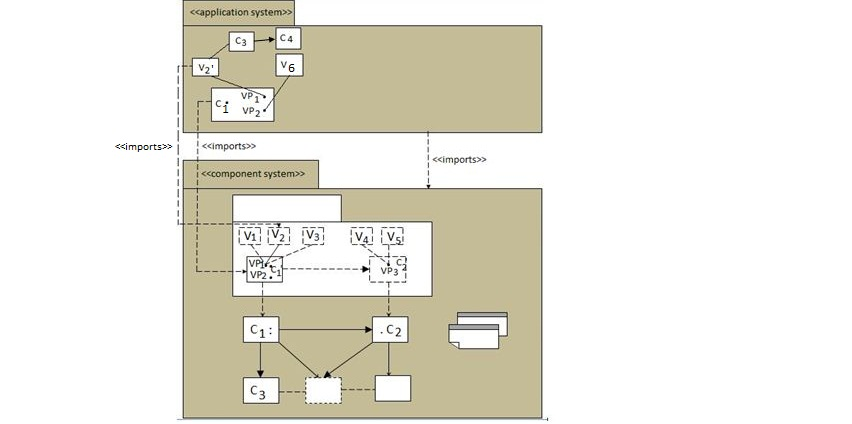 <<application system>>
C3
C4
V2'
V6
C1
VP1
VP2
<<imports>>
<<imports>>
<<imports>>
<<component system>>
V1
V2
V3
V4
V5
VP1
C1
VP2
C2
VP3
C1:
.C2
C3